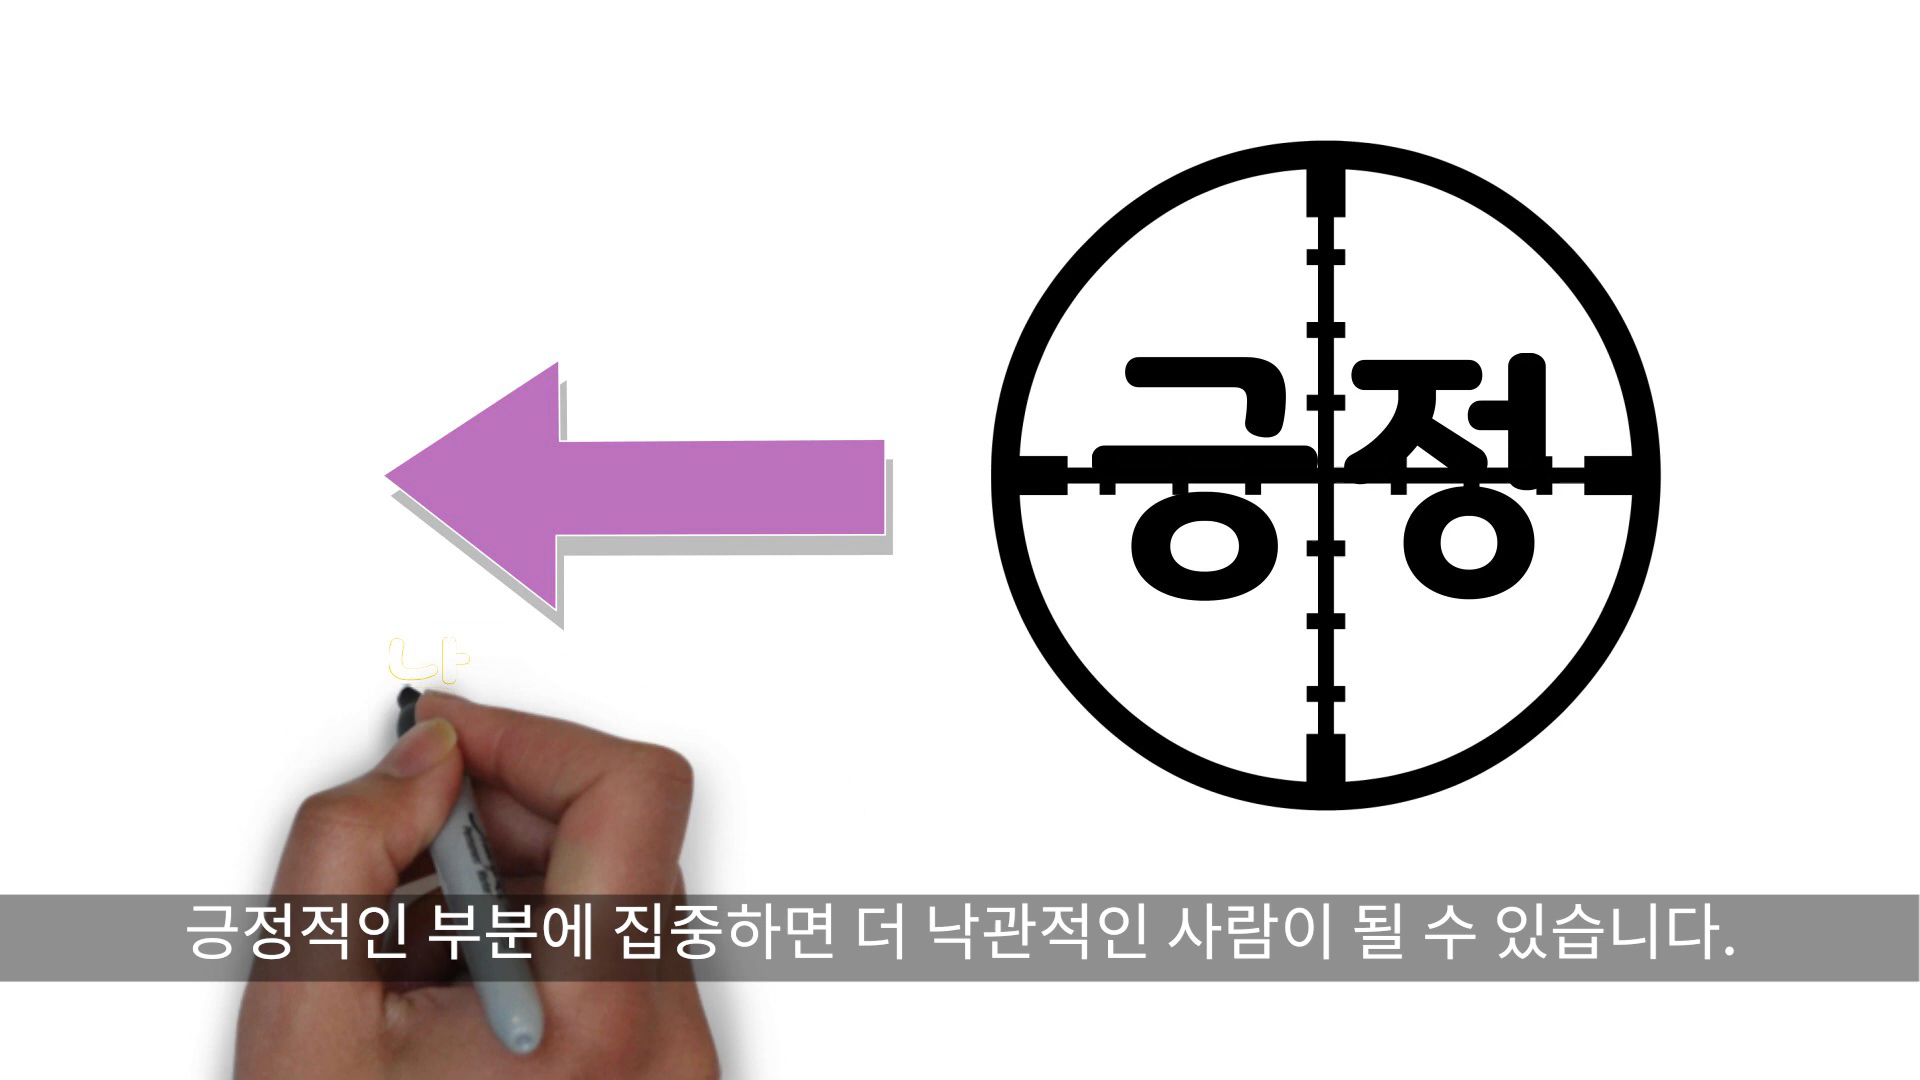 긍정
나
긍정적인 부분에 집중하면 더 낙관적인 사람이 될 수 있습니다.